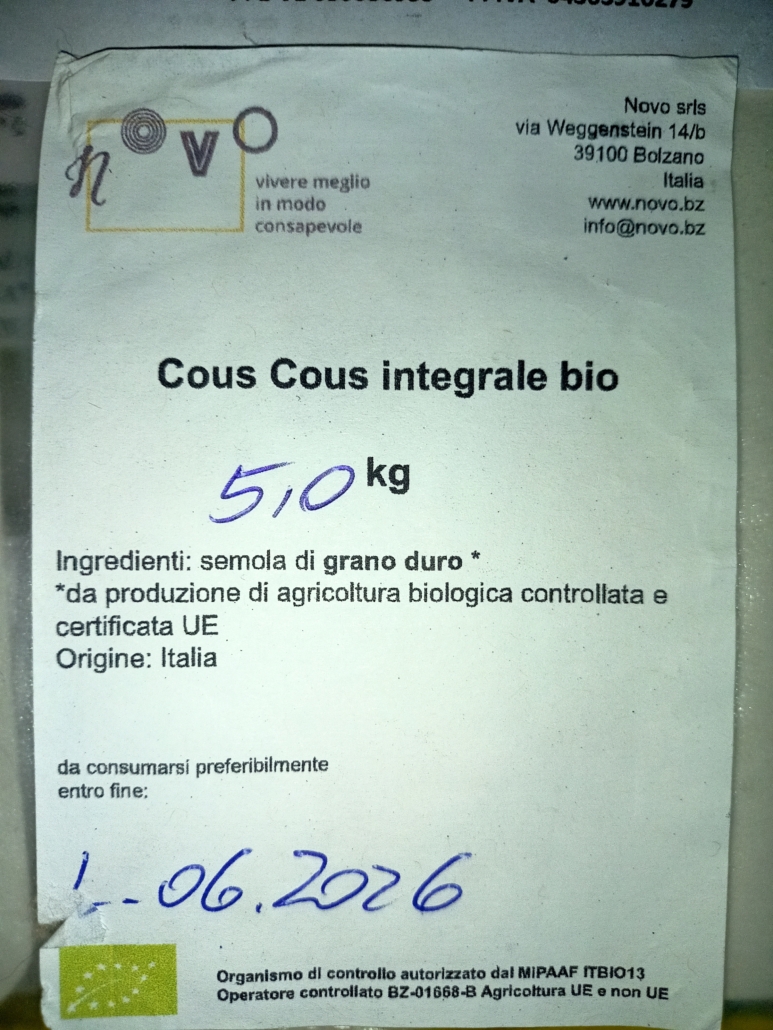 novo
vivere meglio
in modo
consapevole
Novo srls
via Weggenstein 14/b
39100 Bolzano
Italia
www.novo.bz
info@novo.bz
Cous Cous integrale bio
5,0 kg
Ingredienti: semola di grano duro *
*da produzione di agricoltura biologica controllata e
certificata UE
Origine: Italia
da consumarsi preferibilmente
entro fine:
06.2026
Organismo di controllo autorizzato dal MiPAAF ITBIO13
Operatore controllato BZ-01668-B Agricoltura UE e non UE